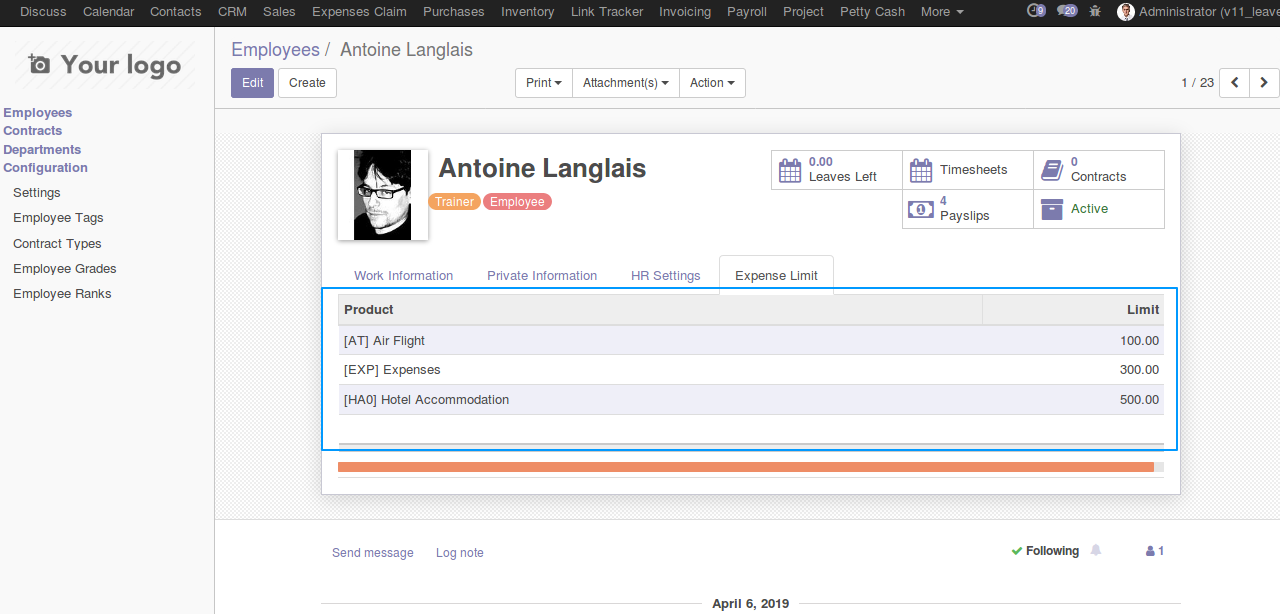 Discuss Calendar Contacts CRM Sales Expenses Claim Purchases Inventory Link Tracker Invoicing Payroll Project Petty Cash More 9 20 Administrator (v11_leave
Your logo
Employees / Antoine Langlais
Edit Create Print Attachment(s) Action 1 / 23
Employees
Contracts
Departments
Configuration
Settings
Employee Tags
Contract Types
Employee Grades
Employee Ranks
Antoine Langlais
Trainer Employee
0.00
Leaves Left
Timesheets
0
Contracts
4
Payslips
Active
Work Information Private Information HR Settings Expense Limit
Product Limit
[AT] Air Flight 100.00
[EXP] Expenses 300.00
[HA0] Hotel Accommodation 500.00
Send message Log note Following 1
April 6, 2019